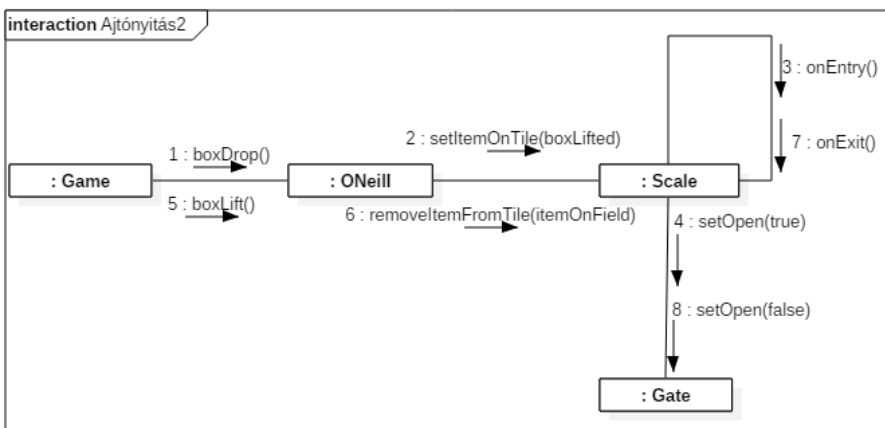 interaction Ajtónyitás2
3 : onEntry()
2 : setItemOnTile(boxLifted)
7 : onExit()
1 : boxDrop()
: Game
: ONeill
: Scale
5 : boxLift()
6 : removeItemFromTile(itemOnField)
4 : setOpen(true)
8 : setOpen(false)
: Gate